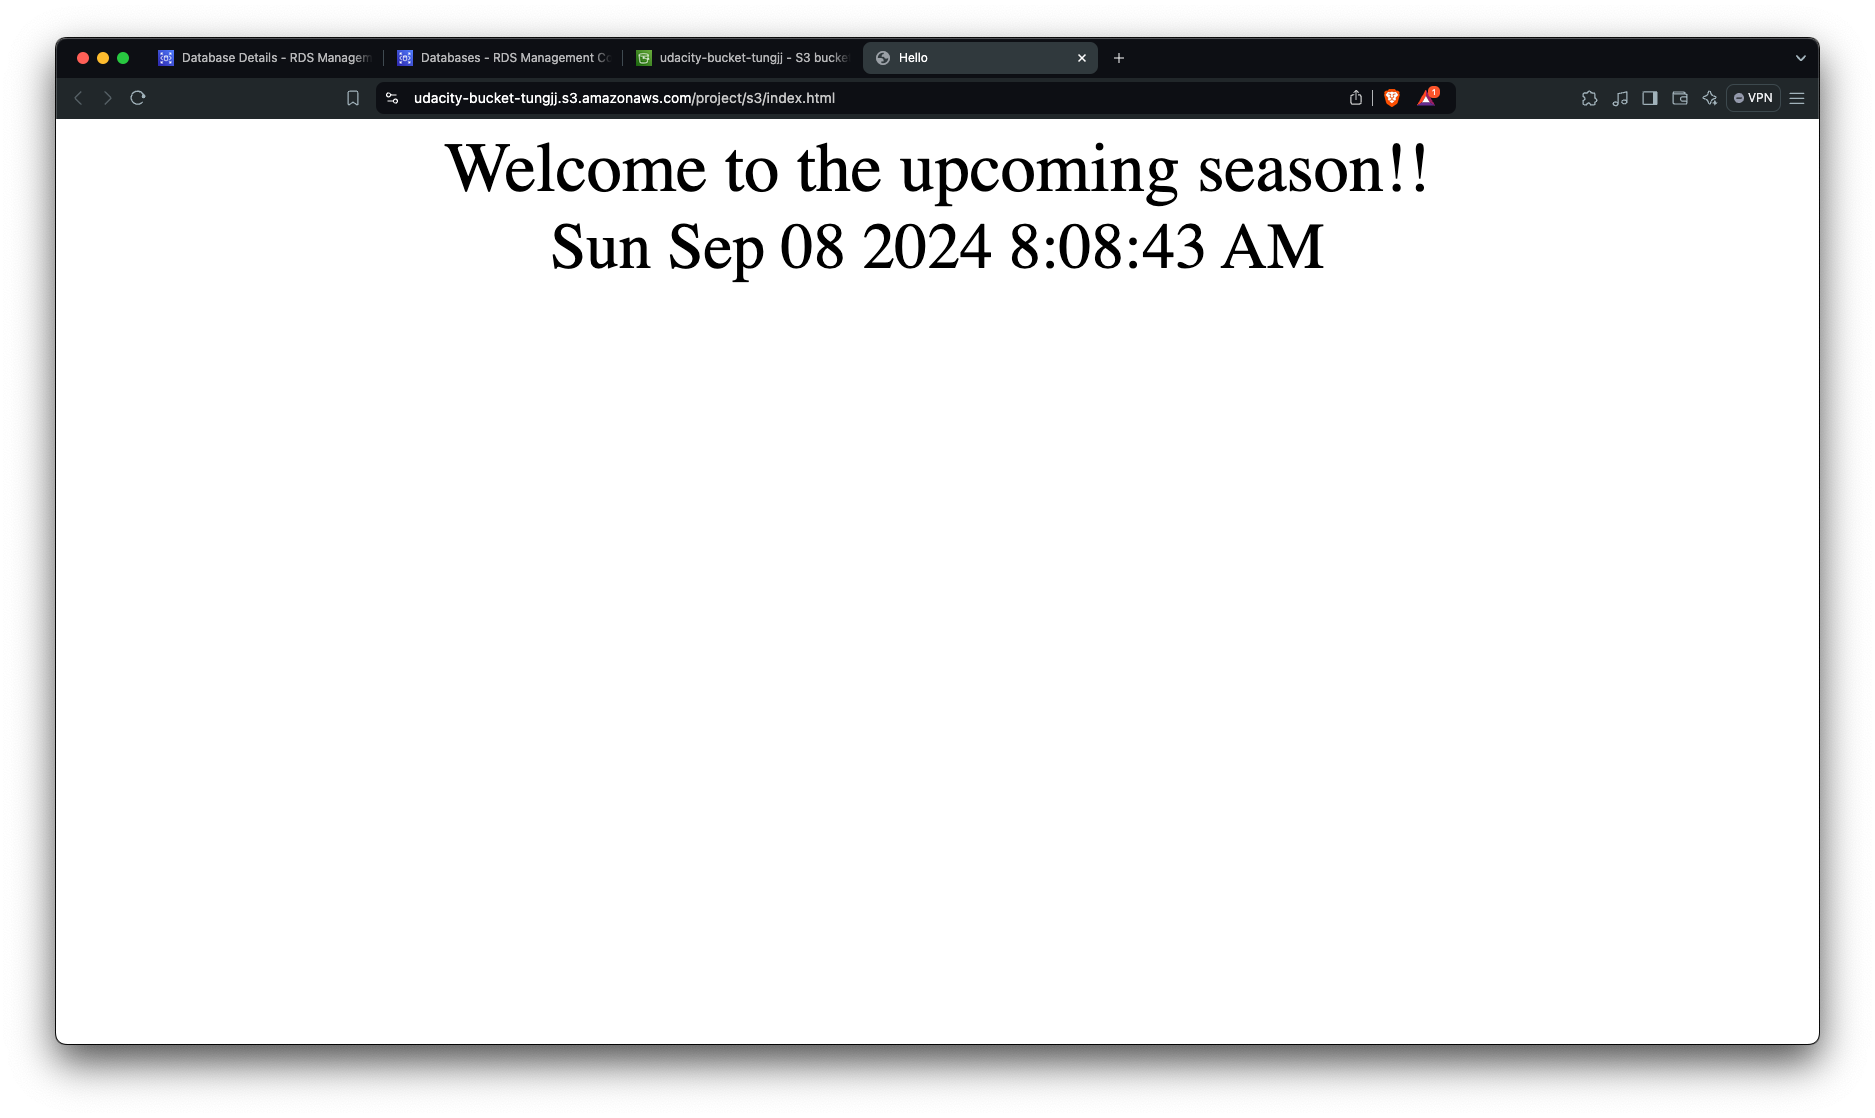 Database Details - RDS Managem
Databases - RDS Management Co
udacity-bucket-tungjj - S3 bucke
Hello
udacity-bucket-tungjj.s3.amazonaws.com/project/s3/index.html
1
VPN
Welcome to the upcoming season!!
Sun Sep 08 2024 8:08:43 AM